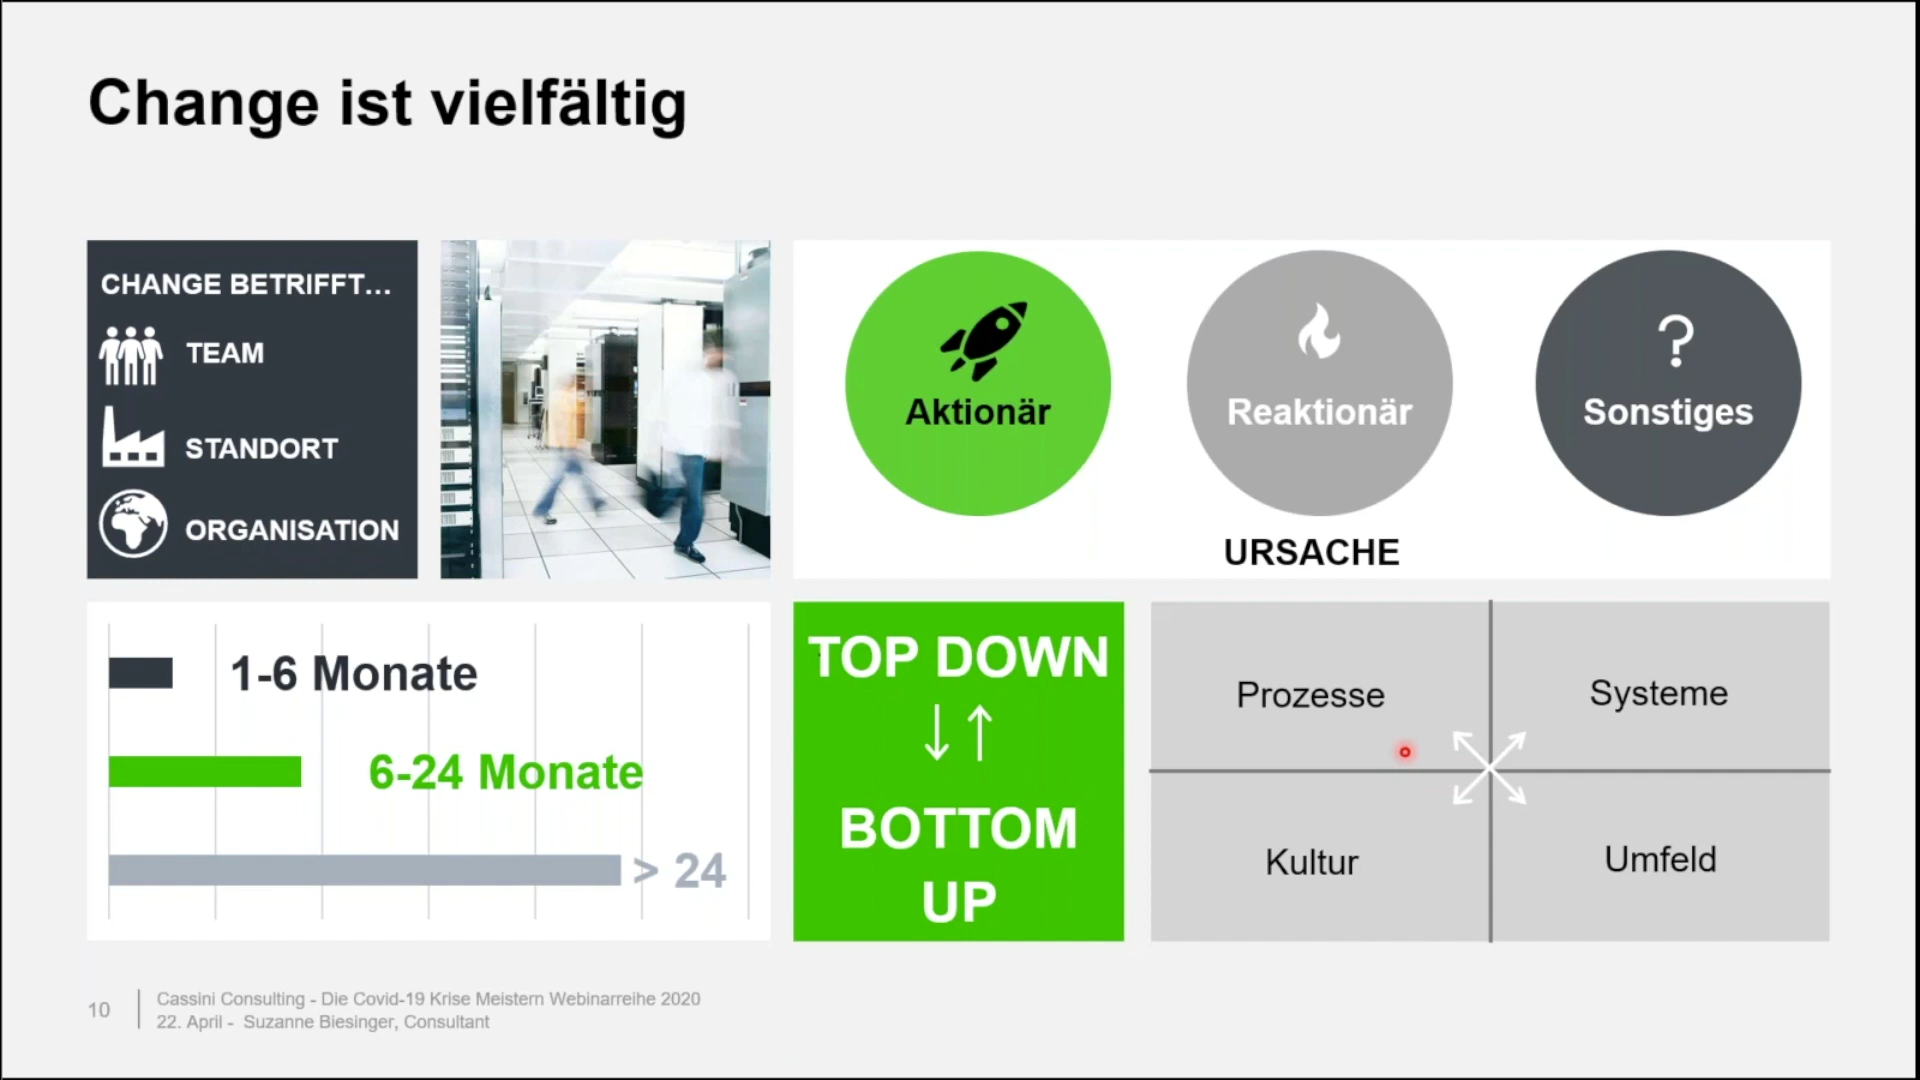 Change ist vielfältig
CHANGE BETRIFFT...
TEAM
STANDORT
ORGANISATION
Aktionär
Reaktionär
?
Sonstiges
URSACHE
1-6 Monate
6-24 Monate
> 24
TOP DOWN
BOTTOM
UP
Prozesse
Systeme
Kultur
Umfeld
10
Cassini Consulting - Die Covid-19 Krise Meistern Webinarreihe 2020
22. April - Suzanne Biesinger, Consultant